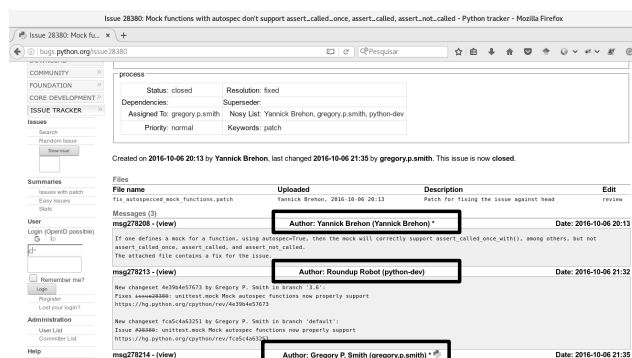 Issue 28380: Mock functions with autospec don't support assert_called_once, assert_called, assert_not_called - Python tracker - Mozilla Firefox
Issue 28380: Mock fu... × +
bugs.python.org/issue28380
Pesquisar
COMMUNITY »
FOUNDATION »
CORE DEVELOPMENT »
ISSUE TRACKER »
Issues
Search
Random Issue
Show Issue
Summaries
Issues with patch
Easy issues
Stats
User
Login (OpenID possible)
Remember me?
Login
Register
Lost your login?
Administration
User List
Committer List
Help
process
Status: closed Resolution: fixed
Dependencies: Superseder:
Assigned To: gregory.p.smith Nosy List: Yannick Brehon, gregory.p.smith, python-dev
Priority: normal Keywords: patch
Created on 2016-10-06 20:13 by Yannick Brehon, last changed 2016-10-06 21:35 by gregory.p.smith. This issue is now closed.
Files
File name Uploaded Description Edit
fix_autospecced_mock_functions.patch Yannick Brehon, 2016-10-06 20:13 Patch for fixing the issue against head review
Messages (3)
msg278208 - (view) Author: Yannick Brehon (Yannick Brehon) * Date: 2016-10-06 20:13
If one defines a mock for a function, using autospec=True, then the mock will correctly support assert_called_once_with(), among others, but not
assert_called_once, assert_called, and assert_not_called.
The attached file contains a fix for the issue.
msg278213 - (view) Author: Roundup Robot (python-dev) Date: 2016-10-06 21:32
New changeset 4e39b4e57673 by Gregory P. Smith in branch '3.6':
Fixes issue28380: unittest.mock Mock autospec functions now properly support
https://hg.python.org/cpython/rev/4e39b4e57673
New changeset fca5c4a63251 by Gregory P. Smith in branch 'default':
Issue #28380: unittest.mock Mock autospec functions now properly support
https://hg.python.org/cpython/rev/fca5c4a63251
msg278214 - (view) Author: Gregory P. Smith (gregory.p.smith) * Date: 2016-10-06 21:35